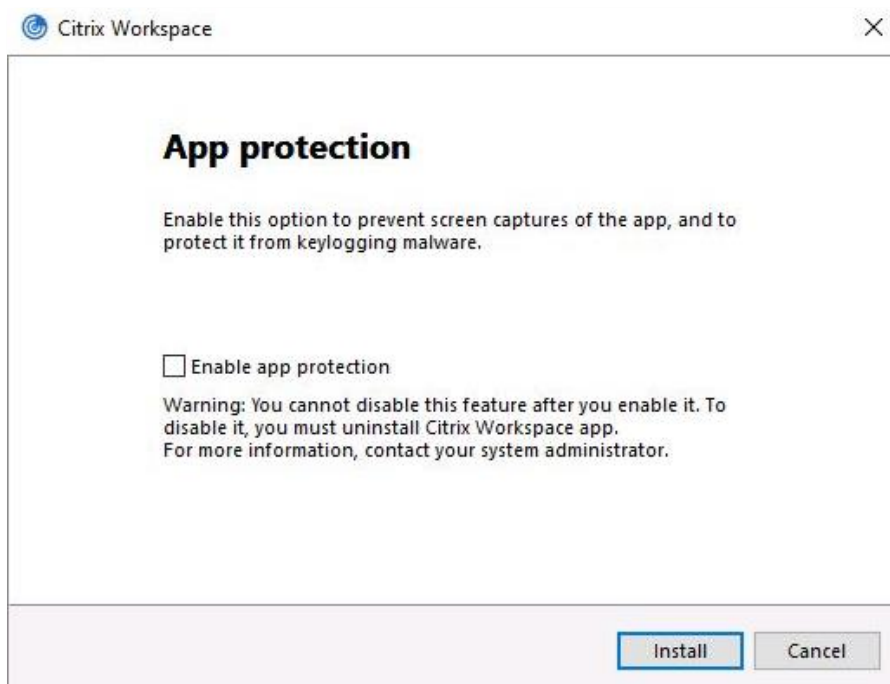 Citrix Workspace
App protection
Enable this option to prevent screen captures of the app, and to
protect it from keylogging malware.
Enable app protection
Warning: You cannot disable this feature after you enable it. To
disable it, you must uninstall Citrix Workspace app.
For more information, contact your system administrator.
Install
Cancel